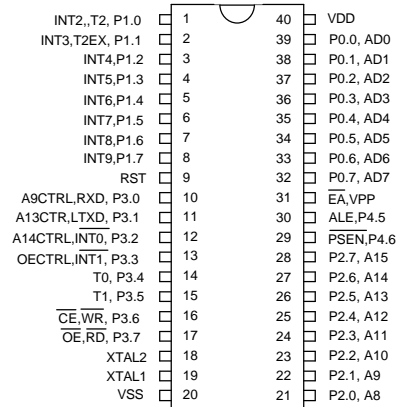 INT2,,T2, P1.0 1 40 VDD
INT3,T2EX, P1.1 2 39 P0.0, AD0
INT4,P1.2 3 38 P0.1, AD1
INT5,P1.3 4 37 P0.2, AD2
INT6,P1.4 5 36 P0.3, AD3
INT7,P1.5 6 35 P0.4, AD4
INT8,P1.6 7 34 P0.5, AD5
INT9,P1.7 8 33 P0.6, AD6
RST 9 32 P0.7, AD7
A9CTRL,RXD, P3.0 10 31 EA,VPP
A13CTR,LTXD, P3.1 11 30 ALE,P4.5
A14CTRL,INT0, P3.2 12 29 PSEN,P4.6
OECTRL,INT1, P3.3 13 28 P2.7, A15
T0, P3.4 14 27 P2.6, A14
T1, P3.5 15 26 P2.5, A13
CE,WR, P3.6 16 25 P2.4, A12
OE,RD, P3.7 17 24 P2.3, A11
XTAL2 18 23 P2.2, A10
XTAL1 19 22 P2.1, A9
VSS 20 21 P2.0, A8